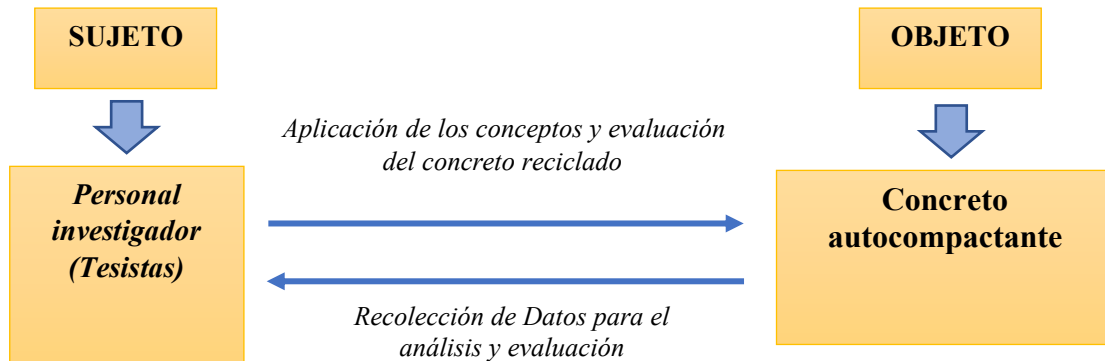 SUJETO
OBJETO
Aplicación de los conceptos y evaluación
del concreto reciclado
Personal
investigador
(Tesistas)
Concreto
autocompactante
Recolección de Datos para el
análisis y evaluación